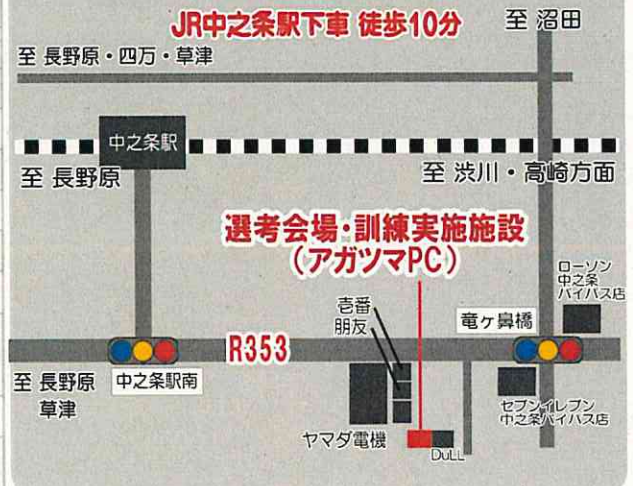 JR中之条駅下車 徒歩10分
至 沼田
至 長野原・四万・草津
中之条駅
至 長野原
至 渋川・高崎方面
選考会場・訓練実施施設
(アガツマPC)
ローソン
中之条
バイパス店
壱番
朋友
竜ヶ鼻橋
R353
至 長野原
草津
中之条駅南
セブンイレブン
中之条バイパス店
ヤマダ電機
DuLL